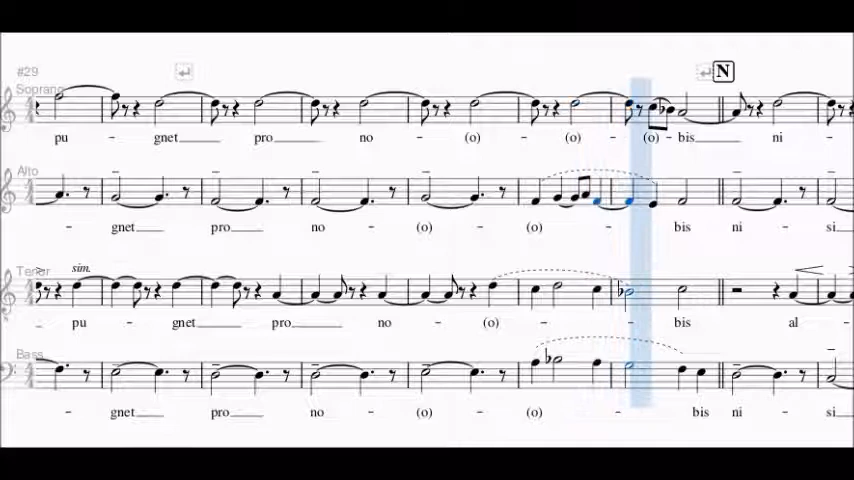 #29
N
Soprano
pu - gnet pro no - (o) - (o) - (o) - bis ni -
Alto
- gnet pro no - (o) - (o) - bis ni - si
sim.
Tenor
pu - gnet pro no - (o) - - bis al -
Bass
- gnet pro no - (o) - (o) - bis ni - si